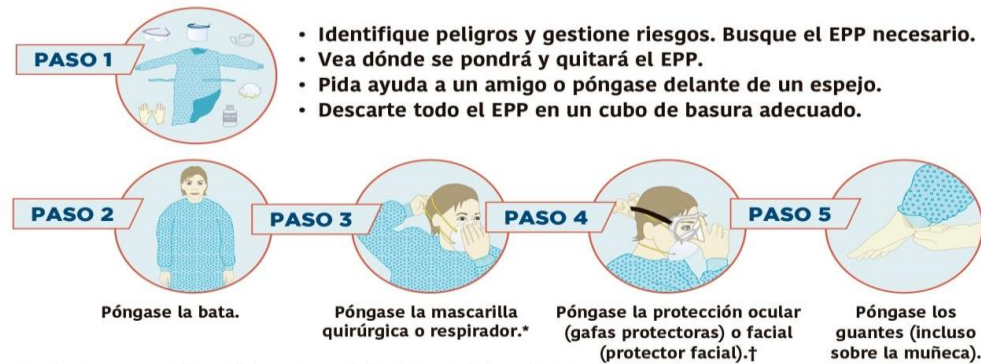 PASO 1
• Identifique peligros y gestione riesgos. Busque el EPP necesario.
• Vea dónde se pondrá y quitará el EPP.
• Pida ayuda a un amigo o póngase delante de un espejo.
• Descarte todo el EPP en un cubo de basura adecuado.
PASO 2
Póngase la bata.
PASO 3
Póngase la mascarilla
quirúrgica o respirador.*
PASO 4
Póngase la protección ocular
(gafas protectoras) o facial
(protector facial).†
PASO 5
Póngase los
guantes (incluso
sobre la muñeca).